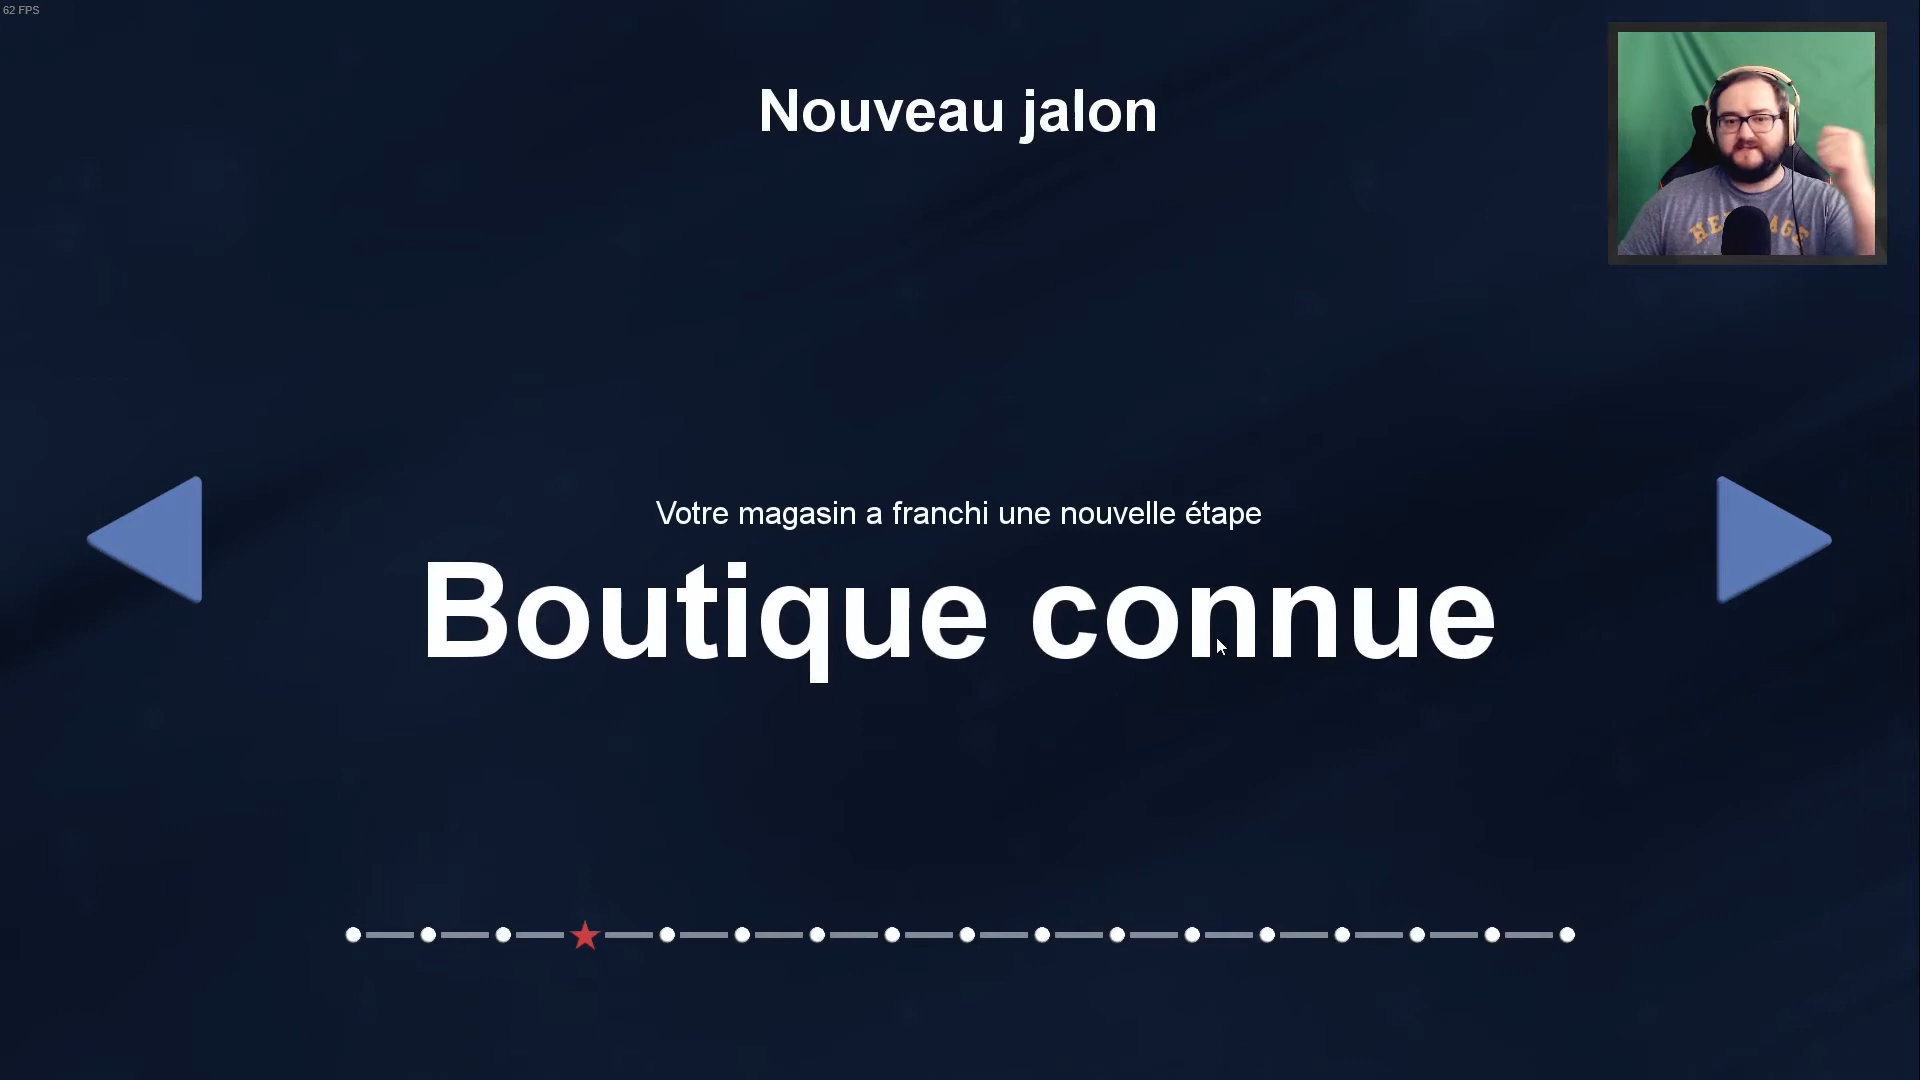 62 FPS
Nouveau jalon
Votre magasin a franchi une nouvelle étape
Boutique connue